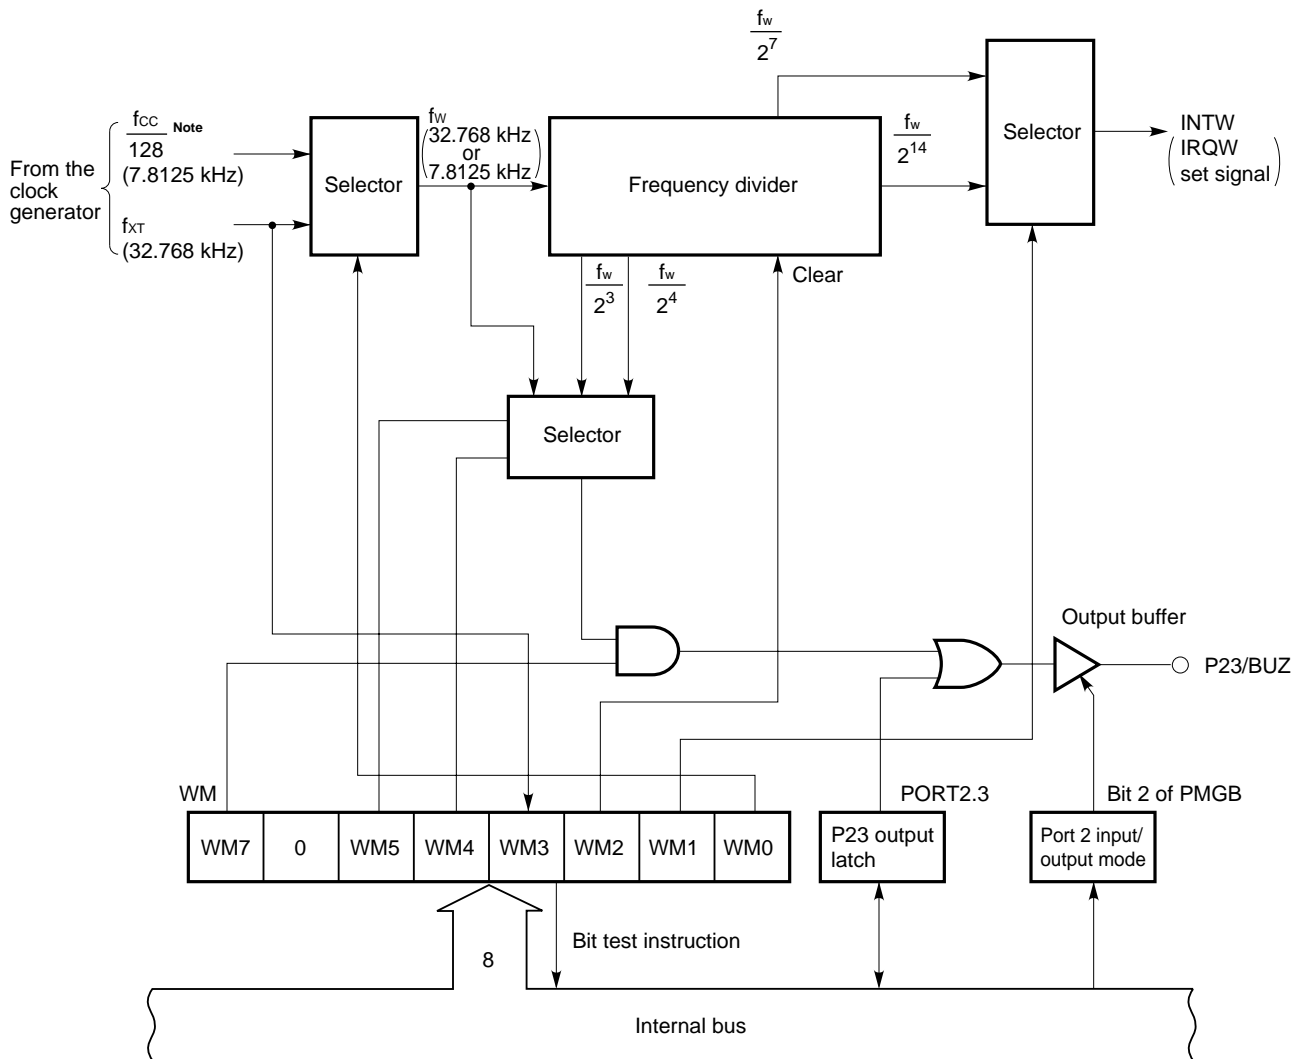 fw
2^7
fCC Note
128
(7.8125 kHz)
From the
clock
generator
fXT
(32.768 kHz)
Selector
fW
(32.768 kHz
or
7.8125 kHz)
Frequency divider
fw
2^14
Selector
INTW
(IRQW
set signal)
fw
2^3
fw
2^4
Clear
Selector
Output buffer
P23/BUZ
WM
PORT2.3
Bit 2 of PMGB
WM7 0 WM5 WM4 WM3 WM2 WM1 WM0
P23 output
latch
Port 2 input/
output mode
8
Bit test instruction
Internal bus